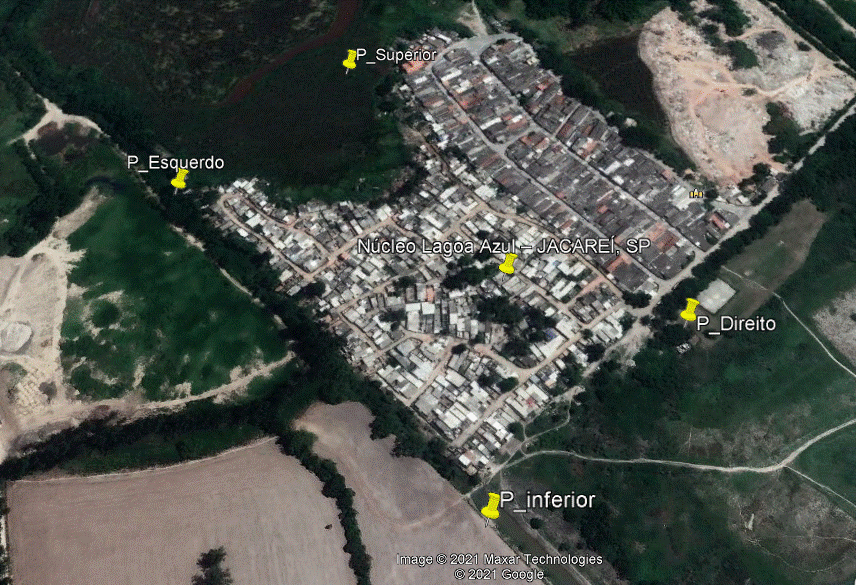 P_Superior
P_Esquerdo
Núcleo Lagoa Azul – JACAREÍ, SP
P_Direito
P_inferior
Image © 2021 Maxar Technologies
© 2021 Google